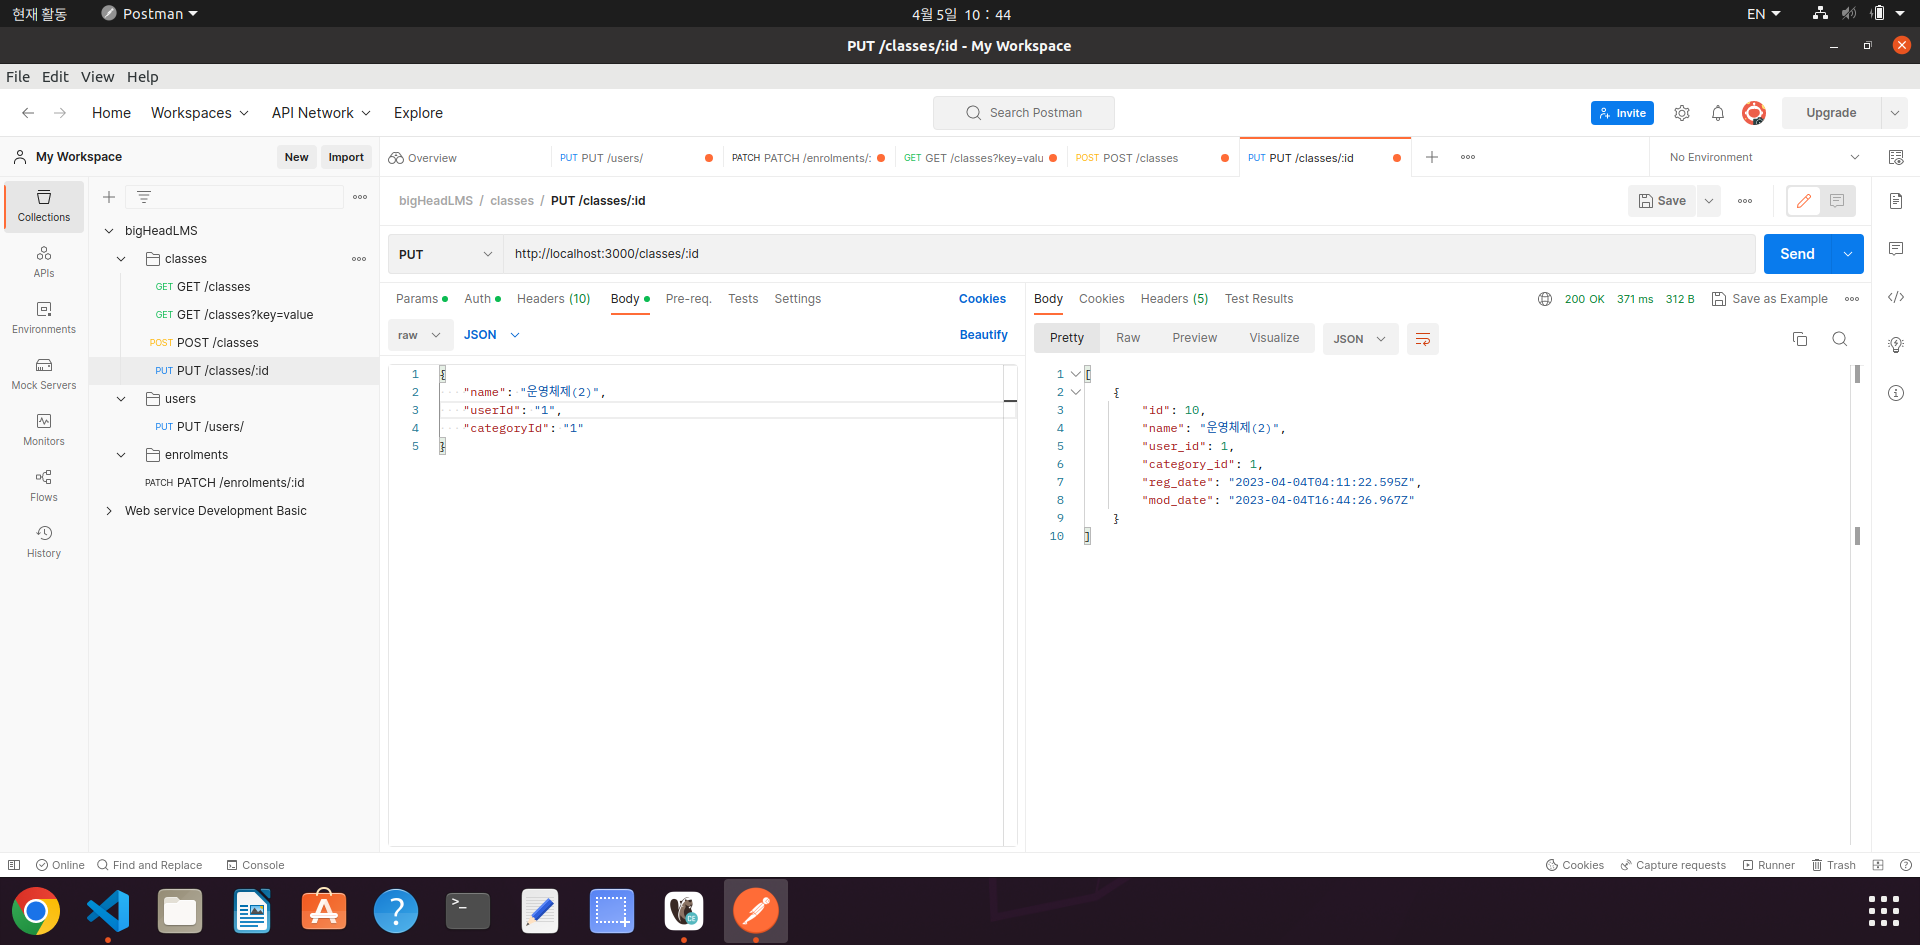 현재 활동 Postman 4월 5일 10 : 44 EN
PUT /classes/:id - My Workspace
File Edit View Help
Home Workspaces API Network Explore Search Postman Invite Upgrade
My Workspace New Import Overview PUT PUT /users/ PATCH PATCH /enrolments/: GET GET /classes?key=valu POST POST /classes PUT PUT /classes/:id No Environment
bigHeadLMS / classes / PUT /classes/:id Save
Collections
APIs
Environments
Mock Servers
Monitors
Flows
History
bigHeadLMS
classes
GET GET /classes
GET GET /classes?key=value
POST POST /classes
PUT PUT /classes/:id
users
PUT PUT /users/
enrolments
PATCH PATCH /enrolments/:id
Web service Development Basic
PUT http://localhost:3000/classes/:id Send
Params Auth Headers (10) Body Pre-req. Tests Settings Cookies
raw JSON Beautify
1 {
2 "name": "운영체제(2)",
3 "userId": "1",
4 "categoryId": "1"
5 }
Body Cookies Headers (5) Test Results 200 OK 371 ms 312 B Save as Example
Pretty Raw Preview Visualize JSON
1 [
2 {
3 "id": 10,
4 "name": "운영체제(2)",
5 "user_id": 1,
6 "category_id": 1,
7 "reg_date": "2023-04-04T04:11:22.595Z",
8 "mod_date": "2023-04-04T16:44:26.967Z"
9 }
10 ]
Online Find and Replace Console Cookies Capture requests Runner Trash